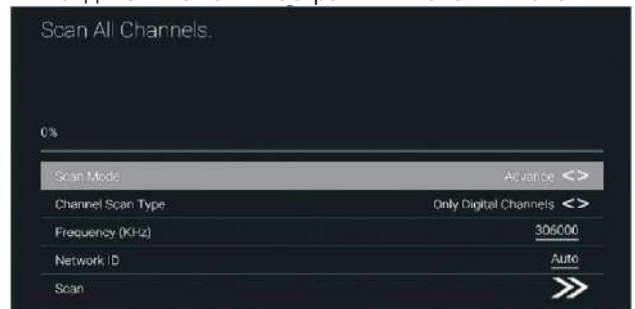 Scan All Channels.
0%
Scan Mode Advance <>
Channel Scan Type Only Digital Channels <>
Frequency (KHz) 306000
Network ID Auto
Scan >>